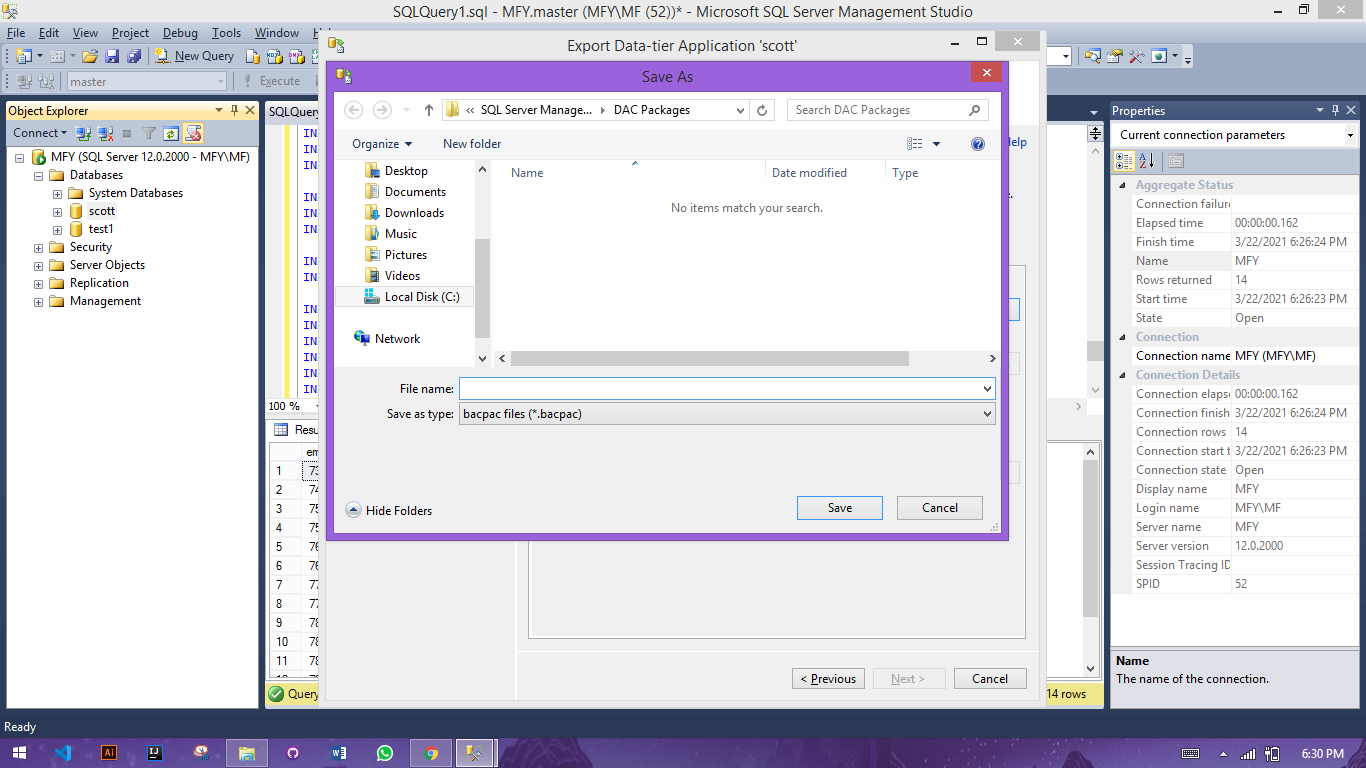 SQLQuery1.sql - MFY.master (MFY\MF (52))* - Microsoft SQL Server Management Studio
File Edit View Project Debug Tools Window
New Query
master
Execute
Object Explorer
Connect
MFY (SQL Server 12.0.2000 - MFY\MF)
Databases
System Databases
scott
test1
Security
Server Objects
Replication
Management
SQLQuery
IN
IN
IN
IN
IN
IN
IN
IN
IN
IN
IN
IN
IN
100 %
Resu
em
1 73
2 74
3 75
4 75
5 76
6 76
7 77
8 77
9 78
10 78
11 78
Query
14 rows
Export Data-tier Application 'scott'
Help
< Previous
Next >
Cancel
Save As
« SQL Server Manage... DAC Packages
Search DAC Packages
Organize
New folder
Desktop
Documents
Downloads
Music
Pictures
Videos
Local Disk (C:)
Network
Name Date modified Type
No items match your search.
File name:
Save as type: bacpac files (*.bacpac)
Hide Folders
Save
Cancel
Properties
Current connection parameters
Aggregate Status
Connection failure
Elapsed time 00:00:00.162
Finish time 3/22/2021 6:26:24 PM
Name MFY
Rows returned 14
Start time 3/22/2021 6:26:23 PM
State Open
Connection
Connection name MFY (MFY\MF)
Connection Details
Connection elaps 00:00:00.162
Connection finish 3/22/2021 6:26:24 PM
Connection rows 14
Connection start t 3/22/2021 6:26:23 PM
Connection state Open
Display name MFY
Login name MFY\MF
Server name MFY
Server version 12.0.2000
Session Tracing ID
SPID 52
Name
The name of the connection.
Ready
6:30 PM